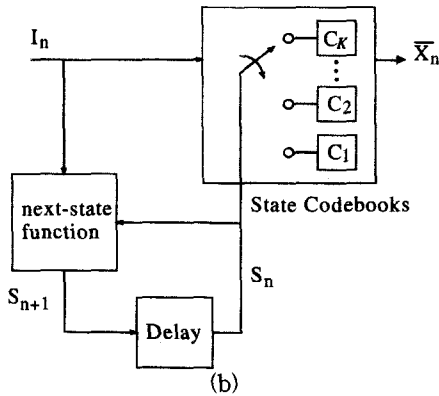 I_n
C_K
X̅_n
C_2
C_1
next-state
function
State Codebooks
S_n
S_{n+1}
Delay
(b)